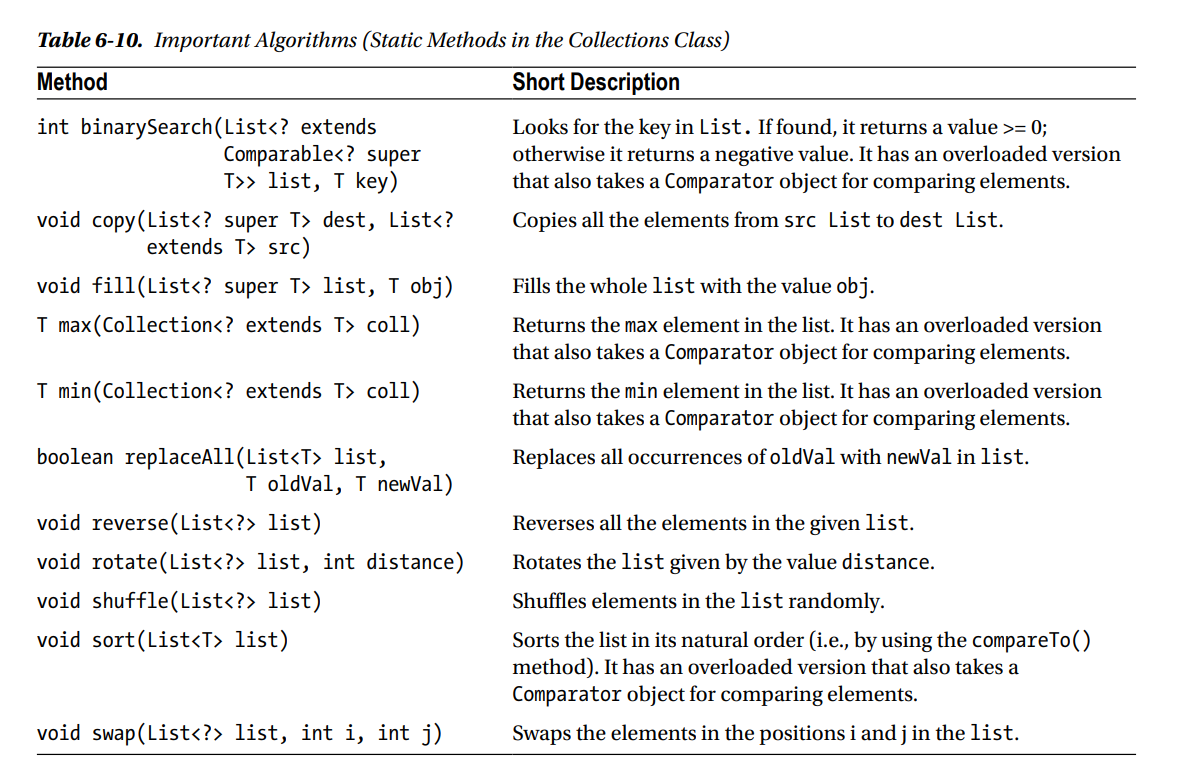 Table 6-10. Important Algorithms (Static Methods in the Collections Class)
Method Short Description
int binarySearch(List<? extends Comparable<? super T>> list, T key) Looks for the key in List. If found, it returns a value >= 0;
otherwise it returns a negative value. It has an overloaded version
that also takes a Comparator object for comparing elements.
void copy(List<? super T> dest, List<? extends T> src) Copies all the elements from src List to dest List.
void fill(List<? super T> list, T obj) Fills the whole list with the value obj.
T max(Collection<? extends T> coll) Returns the max element in the list. It has an overloaded version
that also takes a Comparator object for comparing elements.
T min(Collection<? extends T> coll) Returns the min element in the list. It has an overloaded version
that also takes a Comparator object for comparing elements.
boolean replaceAll(List<T> list, T oldVal, T newVal) Replaces all occurrences of oldVal with newVal in list.
void reverse(List<?> list) Reverses all the elements in the given list.
void rotate(List<?> list, int distance) Rotates the list given by the value distance.
void shuffle(List<?> list) Shuffles elements in the list randomly.
void sort(List<T> list) Sorts the list in its natural order (i.e., by using the compareTo()
method). It has an overloaded version that also takes a
Comparator object for comparing elements.
void swap(List<?> list, int i, int j) Swaps the elements in the positions i and j in the list.